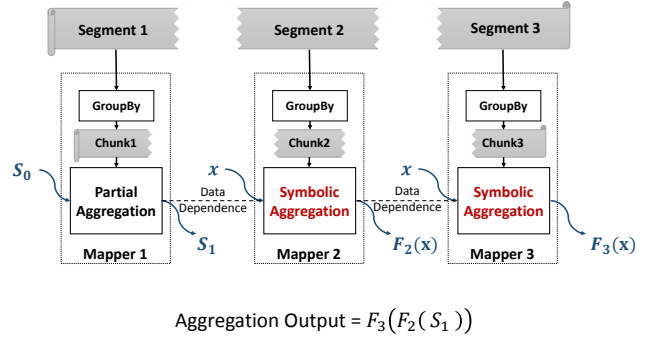 Segment 1
Segment 2
Segment 3
GroupBy
GroupBy
GroupBy
Chunk1
Chunk2
Chunk3
S₀
x
x
Partial Aggregation
Data Dependence
Symbolic Aggregation
Data Dependence
Symbolic Aggregation
S₁
F₂(x)
F₃(x)
Mapper 1
Mapper 2
Mapper 3
Aggregation Output = F₃(F₂( S₁ ))